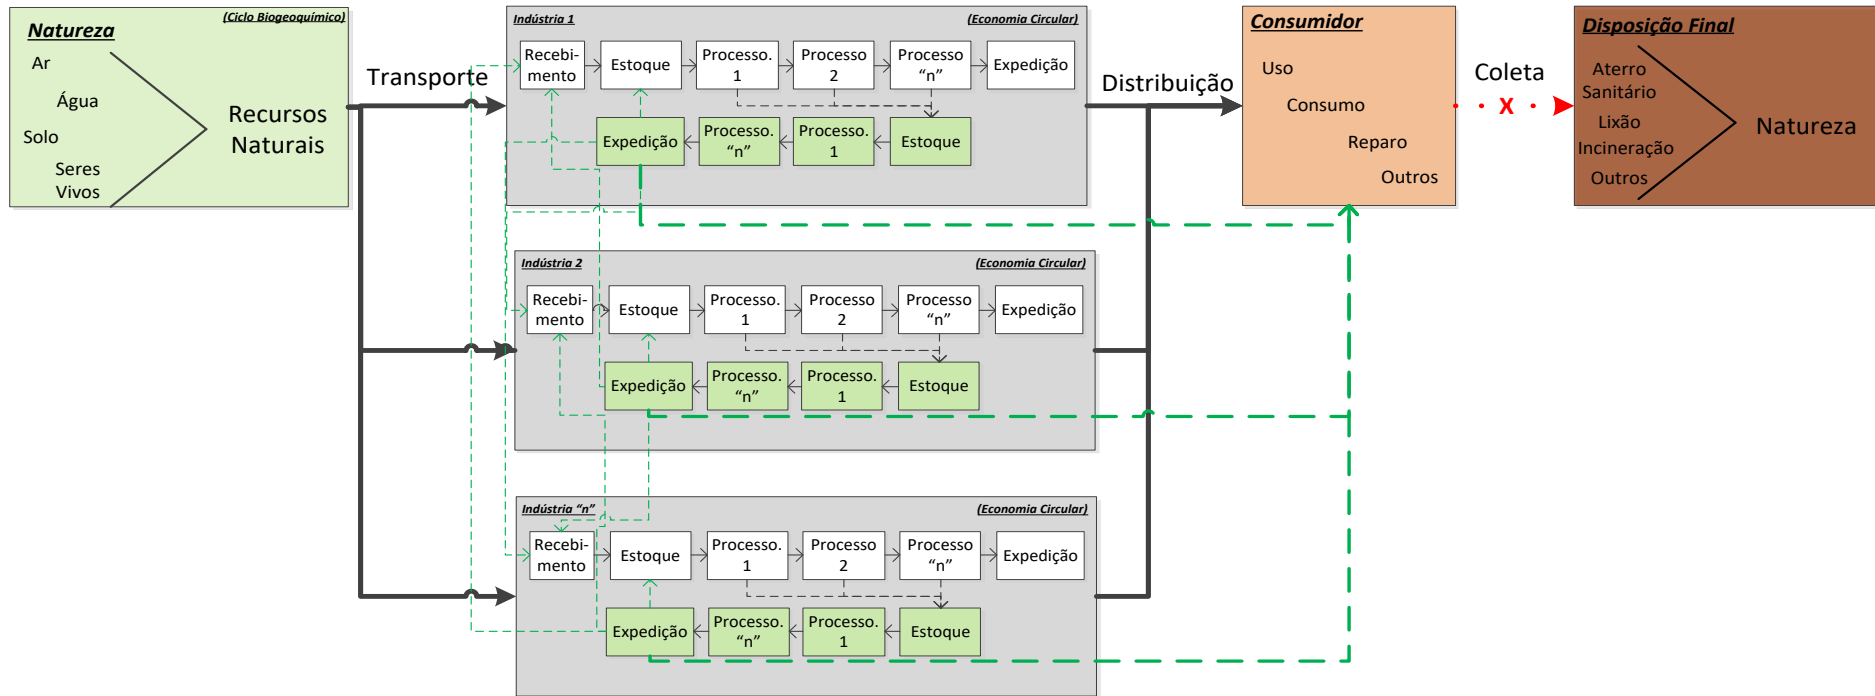 Natureza
(Ciclo Biogeoquímico)
Ar
Água
Solo
Seres
Vivos
Recursos
Naturais
Transporte
Indústria 1
(Economia Circular)
Recebi-
mento
Estoque
Processo.
1
Processo
2
Processo
“n”
Expedição
Expedição
Processo.
“n”
Processo.
1
Estoque
Indústria 2
(Economia Circular)
Recebi-
mento
Estoque
Processo.
1
Processo
2
Processo
“n”
Expedição
Expedição
Processo.
“n”
Processo.
1
Estoque
Indústria “n”
(Economia Circular)
Recebi-
mento
Estoque
Processo.
1
Processo
2
Processo
“n”
Expedição
Expedição
Processo.
“n”
Processo.
1
Estoque
Distribuição
Consumidor
Uso
Consumo
Reparo
Outros
Coleta
X
Disposição Final
Aterro
Sanitário
Lixão
Incineração
Outros
Natureza